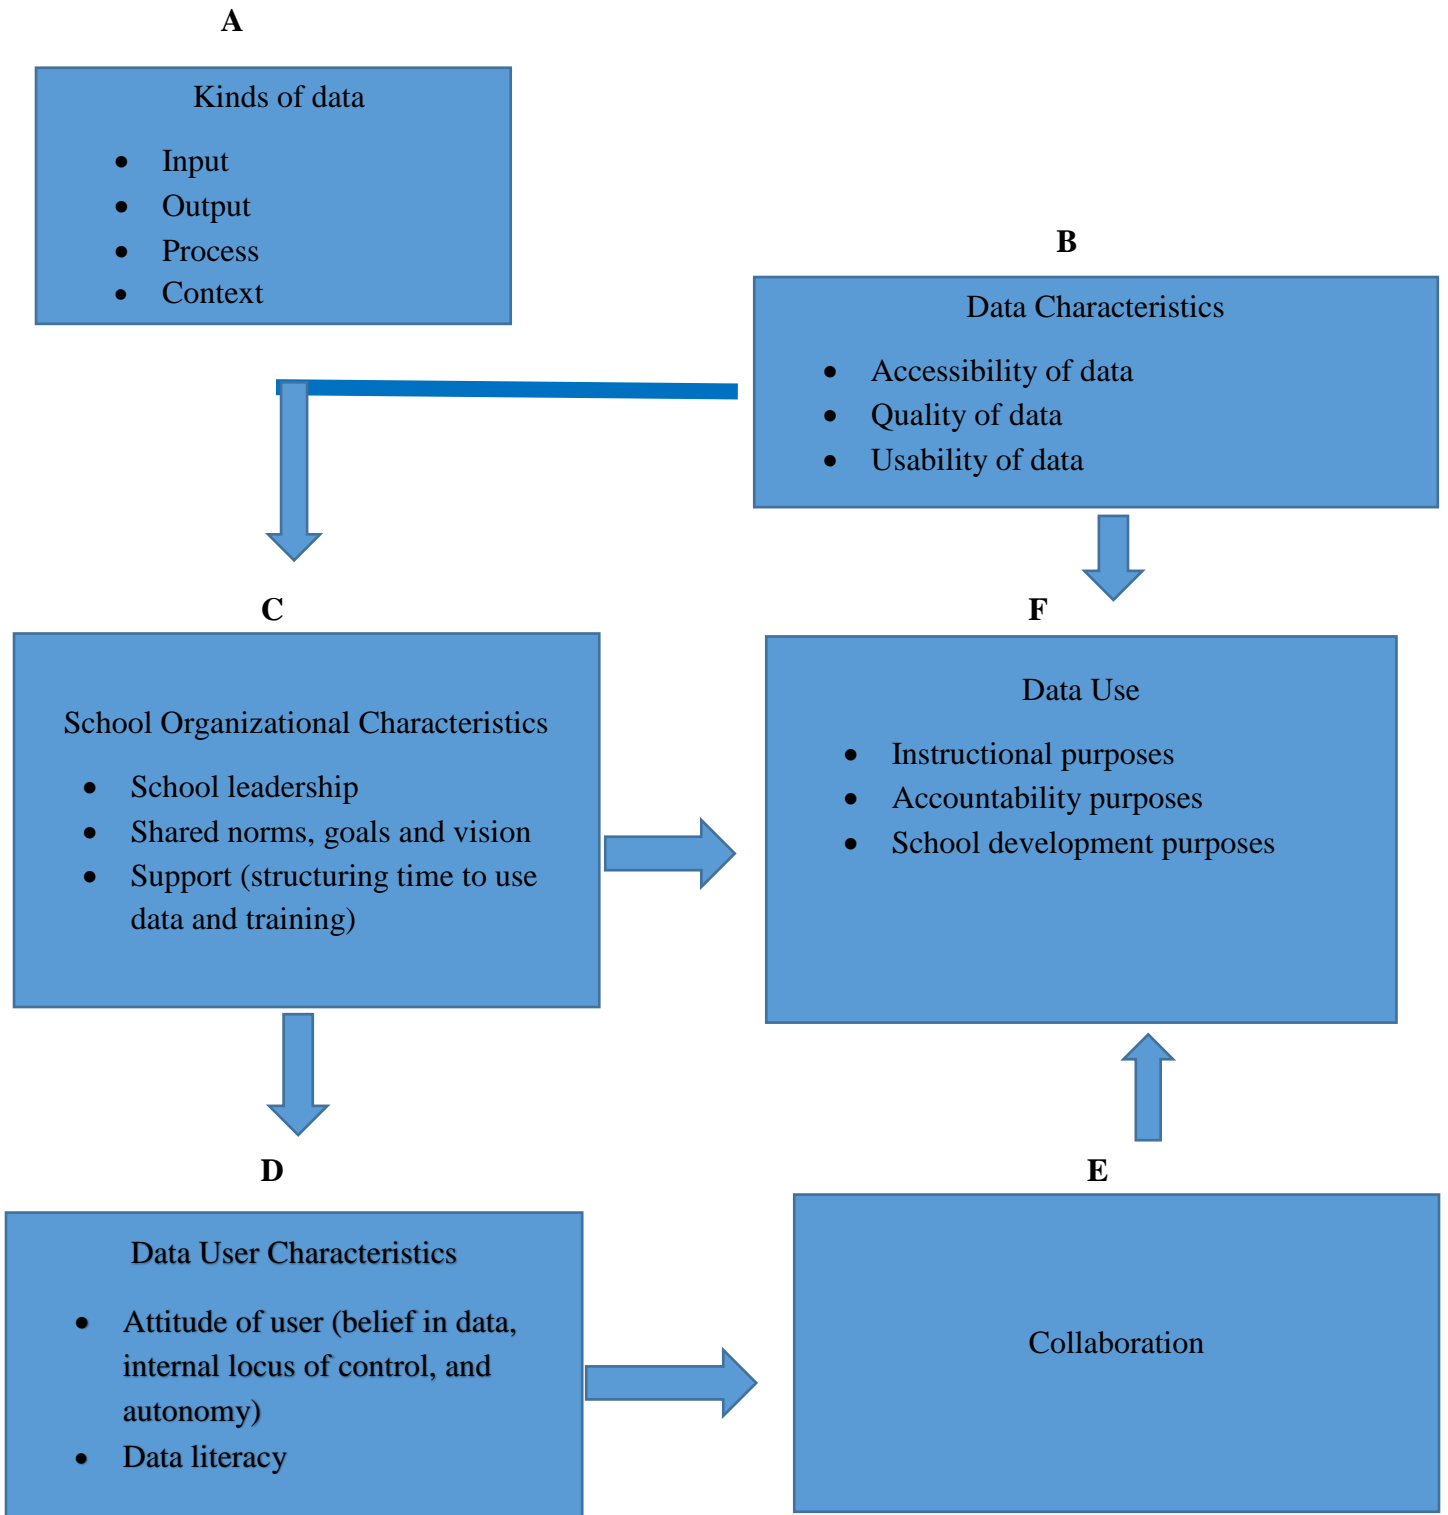 A
Kinds of data
• Input
• Output
• Process
• Context
B
Data Characteristics
• Accessibility of data
• Quality of data
• Usability of data
C
School Organizational Characteristics
• School leadership
• Shared norms, goals and vision
• Support (structuring time to use
data and training)
F
Data Use
• Instructional purposes
• Accountability purposes
• School development purposes
D
Data User Characteristics
• Attitude of user (belief in data,
internal locus of control, and
autonomy)
• Data literacy
E
Collaboration